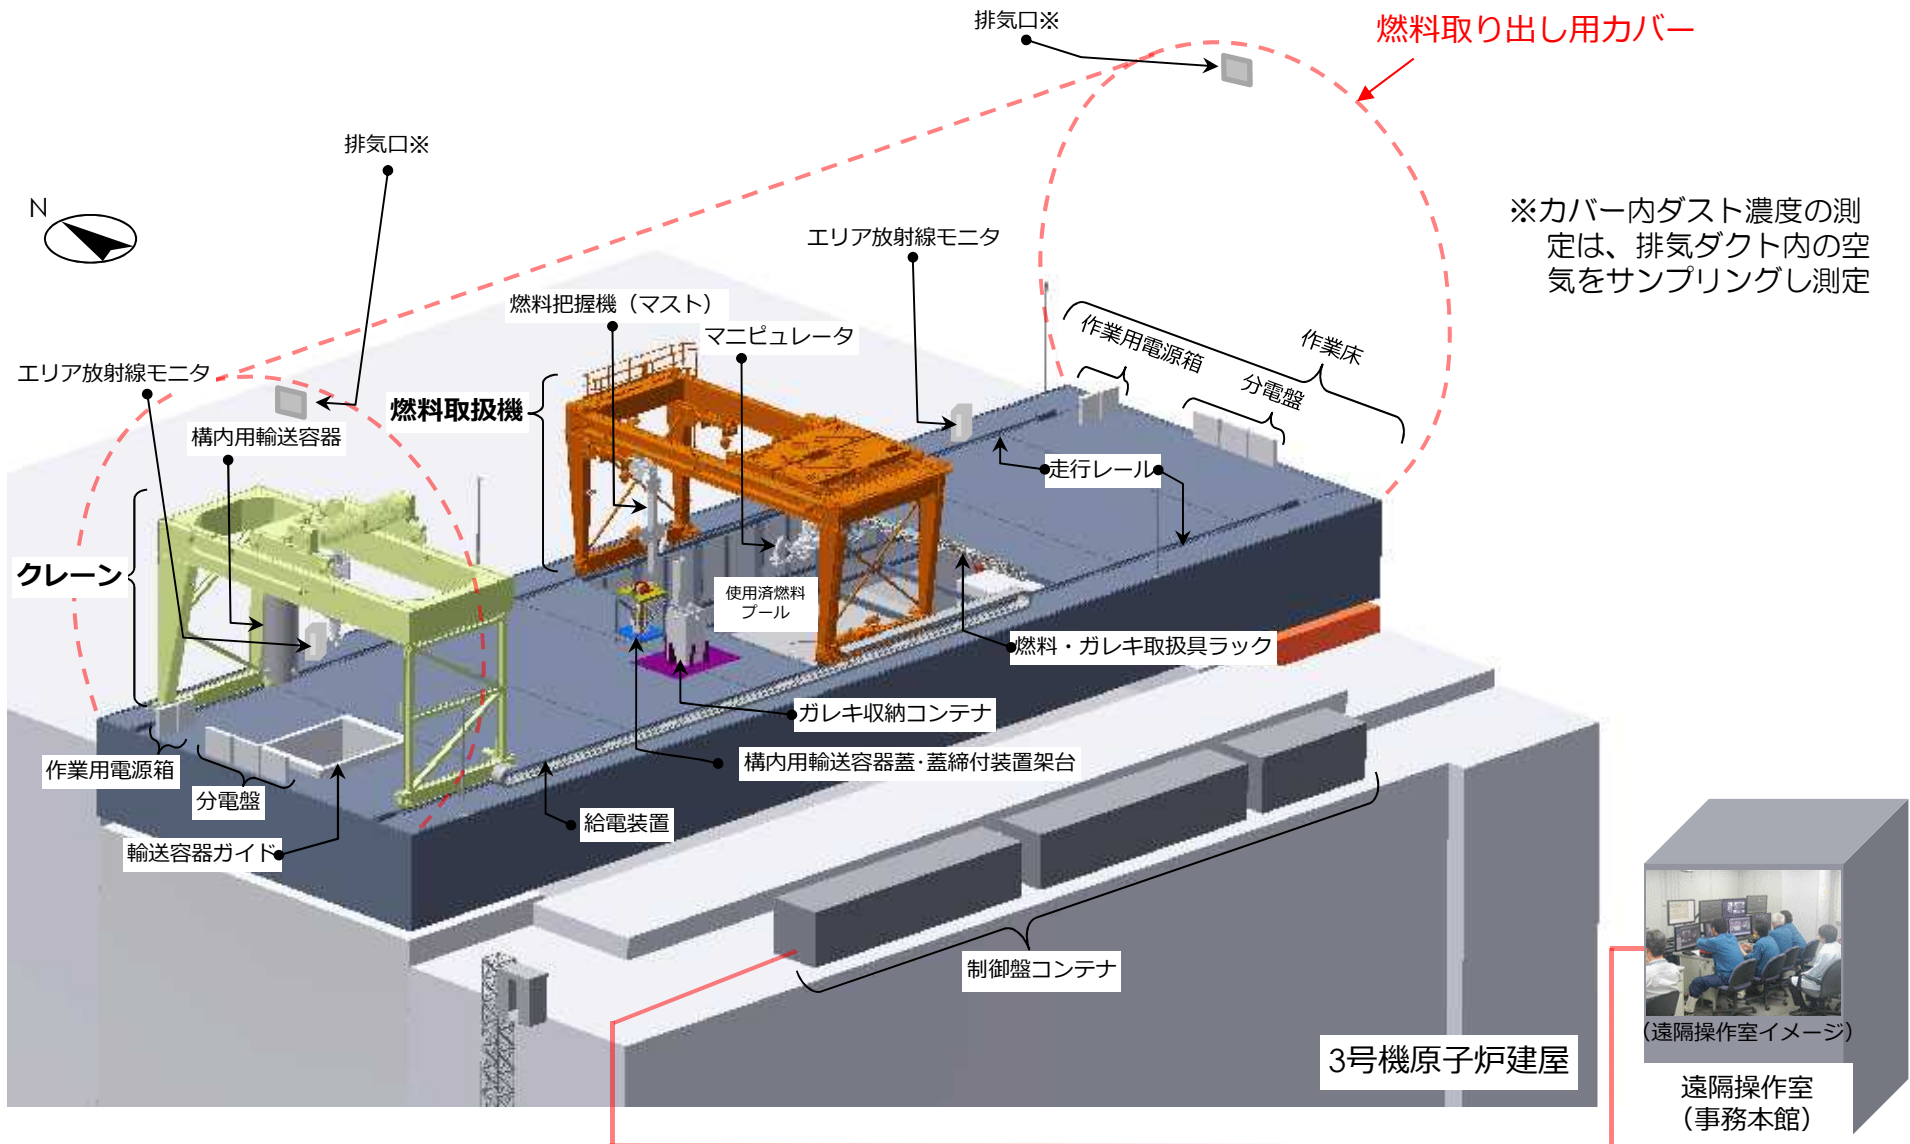 排気口※
燃料取り出し用カバー
排気口※
N
※カバー内ダスト濃度の測
定は、排気ダクト内の空
気をサンプリングし測定
エリア放射線モニタ
燃料把握機（マスト）
マニピュレータ
作業用電源箱
作業床
分電盤
エリア放射線モニタ
燃料取扱機
構内用輸送容器
走行レール
クレーン
使用済燃料
プール
燃料・ガレキ取扱具ラック
ガレキ収納コンテナ
構内用輸送容器蓋・蓋締付装置架台
作業用電源箱
分電盤
給電装置
輸送容器ガイド
制御盤コンテナ
3号機原子炉建屋
（遠隔操作室イメージ）
遠隔操作室
（事務本館）